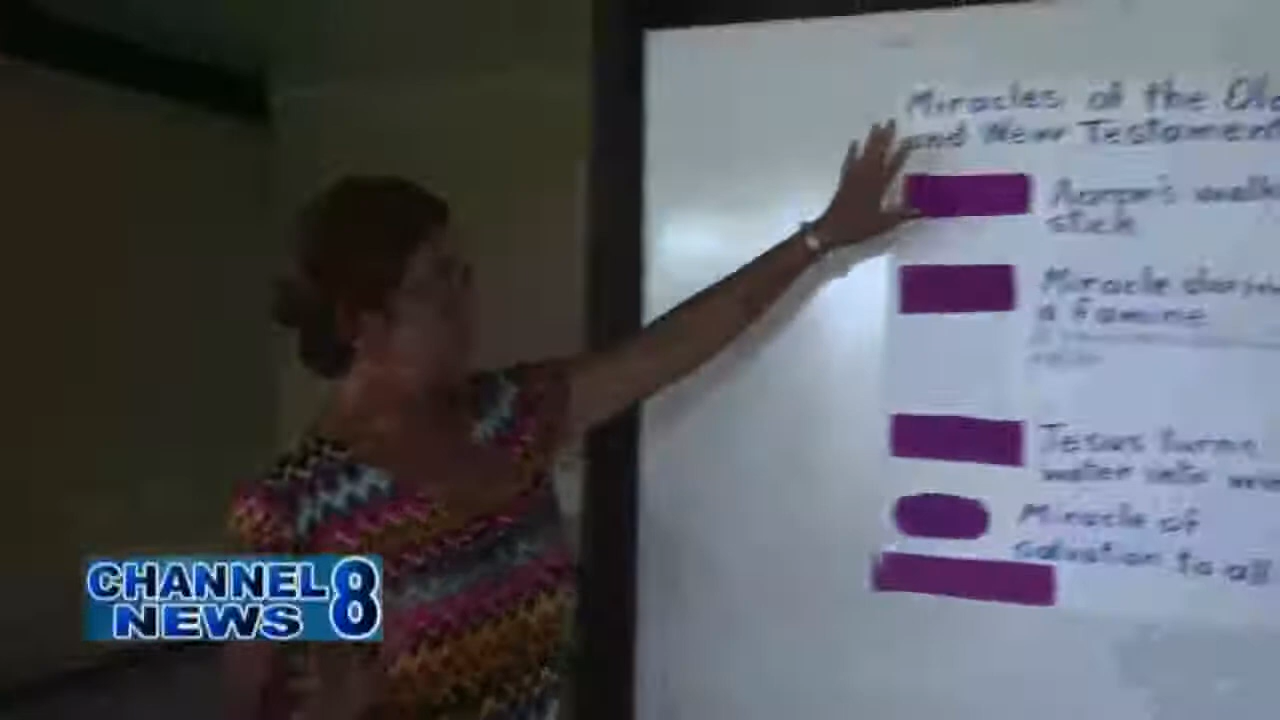 Miracles of the Old
and New Testament
Aaron's walk
stick
Miracle during
a famine
Jesus turns
water into
Miracle of
salvation to all
CHANNEL
NEWS 8